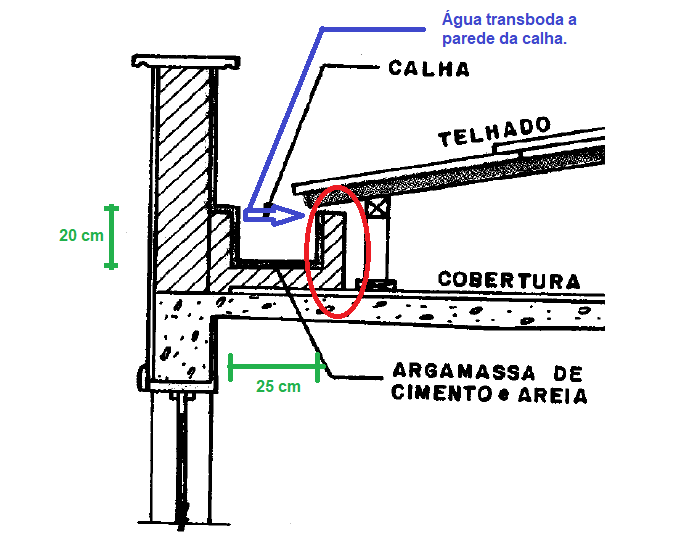 Água transboda a
parede da calha.
CALHA
TELHADO
20 cm
COBERTURA
25 cm
ARGAMASSA DE
CIMENTO e AREIA